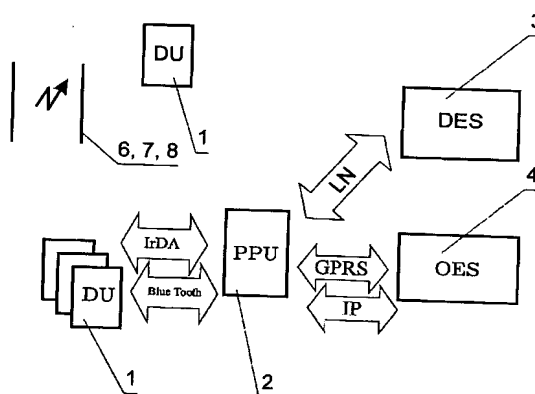 3
DU
DES
1
6, 7, 8
LN
4
IrDA
PPU
GPRS
OES
DU
Blue Tooth
IP
1
2